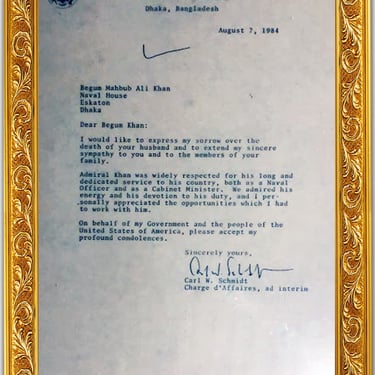 Dhaka, Bangladesh
August 7, 1984
Begum Mahbub Ali Khan
Naval House
Eskaton
Dhaka
Dear Begum Khan:
I would like to express my sorrow over the
death of your husband and to extend my sincere
sympathy to you and to the members of your
family.
Admiral Khan was widely respected for his long and
dedicated service to his country, both as a Naval
Officer and as a Cabinet Minister. We admired his
energy and his devotion to his duty, and I per-
sonally appreciated the opportunities which I had
to work with him.
On behalf of my Government and the people of the
United States of America, please accept my
profound comdolences.
Sincerely yours,
Carl W. Schmidt
Charge d'Affaires, ad interim